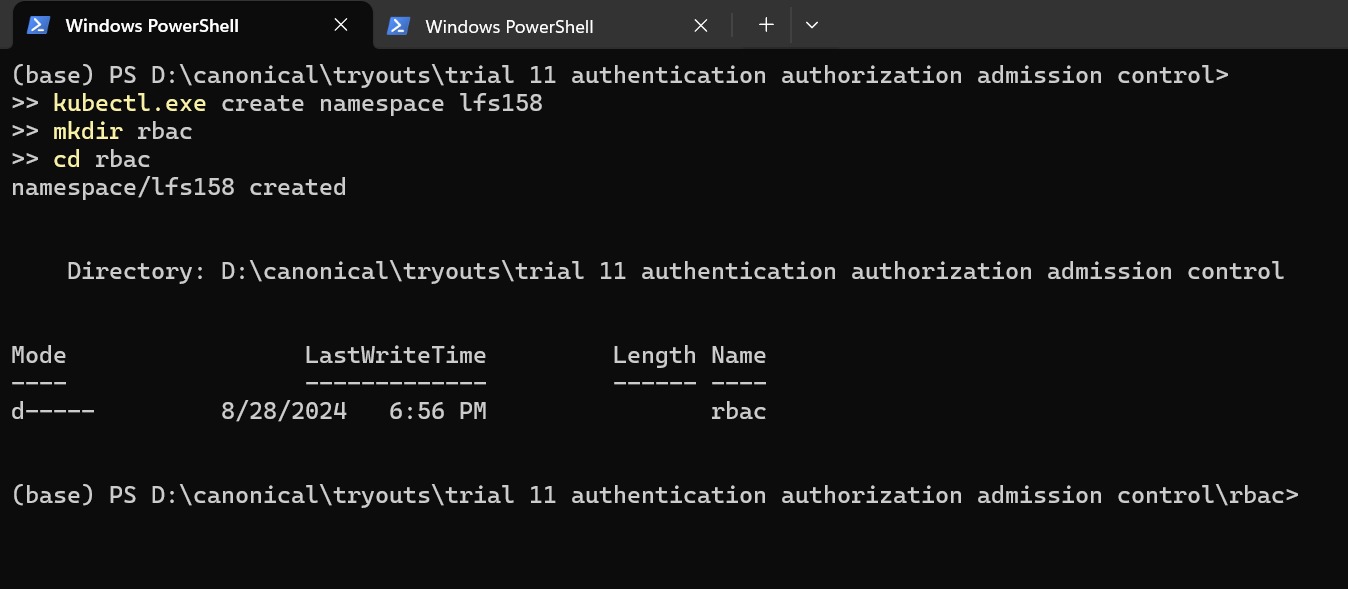 Windows PowerShell
Windows PowerShell
(base) PS D:\canonical\tryouts\trial 11 authentication authorization admission control>
>> kubectl.exe create namespace lfs158
>> mkdir rbac
>> cd rbac
namespace/lfs158 created
Directory: D:\canonical\tryouts\trial 11 authentication authorization admission control
Mode LastWriteTime Length Name
---- ------------- ------ ----
d----- 8/28/2024 6:56 PM rbac
(base) PS D:\canonical\tryouts\trial 11 authentication authorization admission control\rbac>